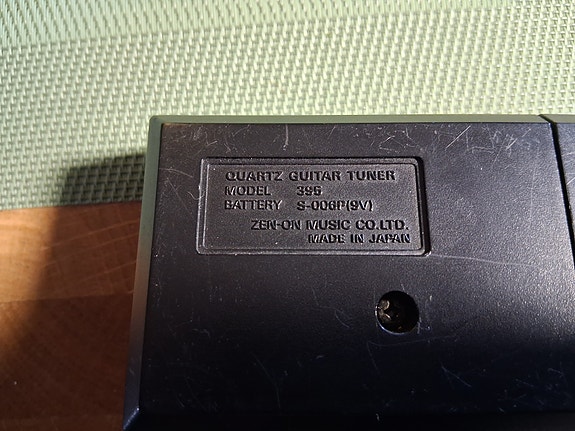 QUARTZ GUITAR TUNER
MODEL 395
BATTERY S-006P(9V)
ZEN-ON MUSIC CO.LTD.
MADE IN JAPAN